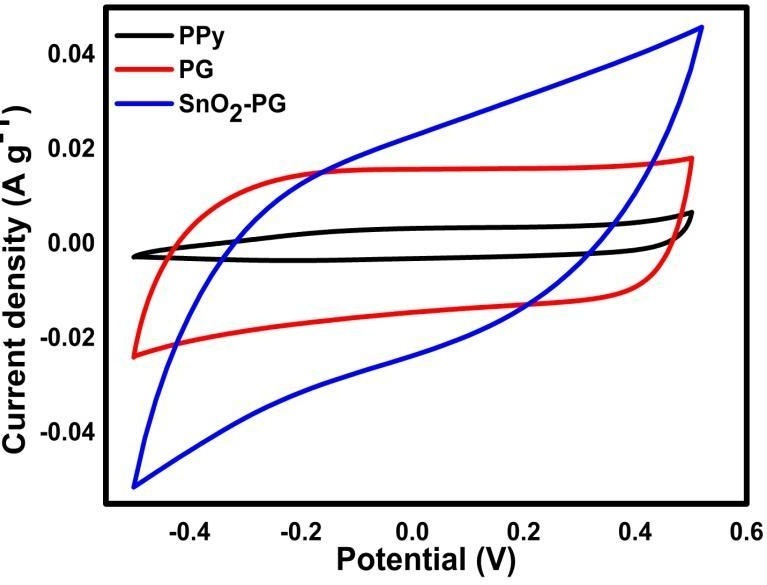 PPy
PG
SnO₂-PG
0.04
0.02
0.00
-0.02
-0.04
Current density (A g⁻¹)
-0.4 -0.2 0.0 0.2 0.4 0.6
Potential (V)